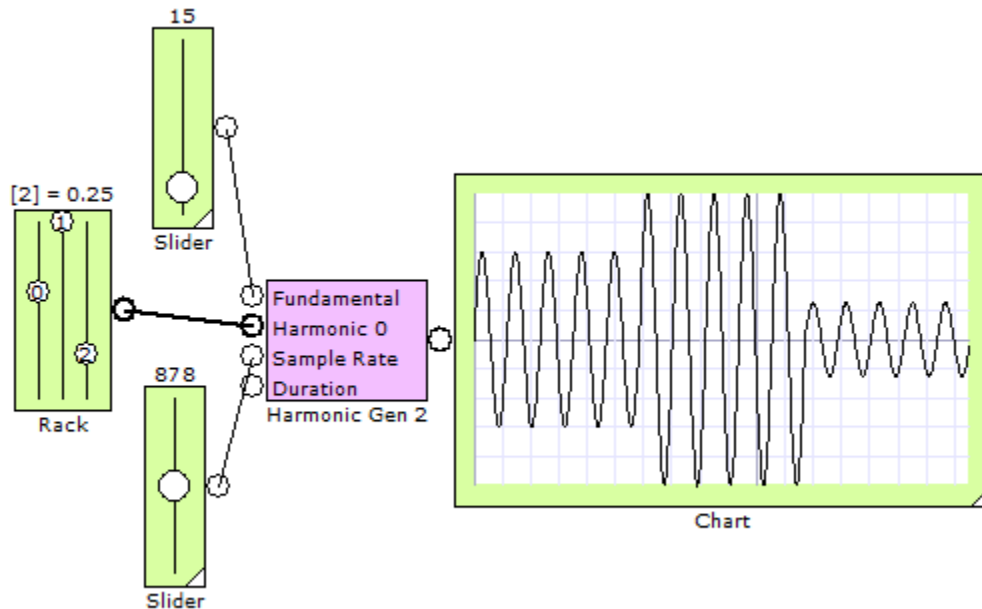 15
Slider
[2] = 0.25
0
1
2
Rack
878
Slider
Fundamental
Harmonic 0
Sample Rate
Duration
Harmonic Gen 2
Chart